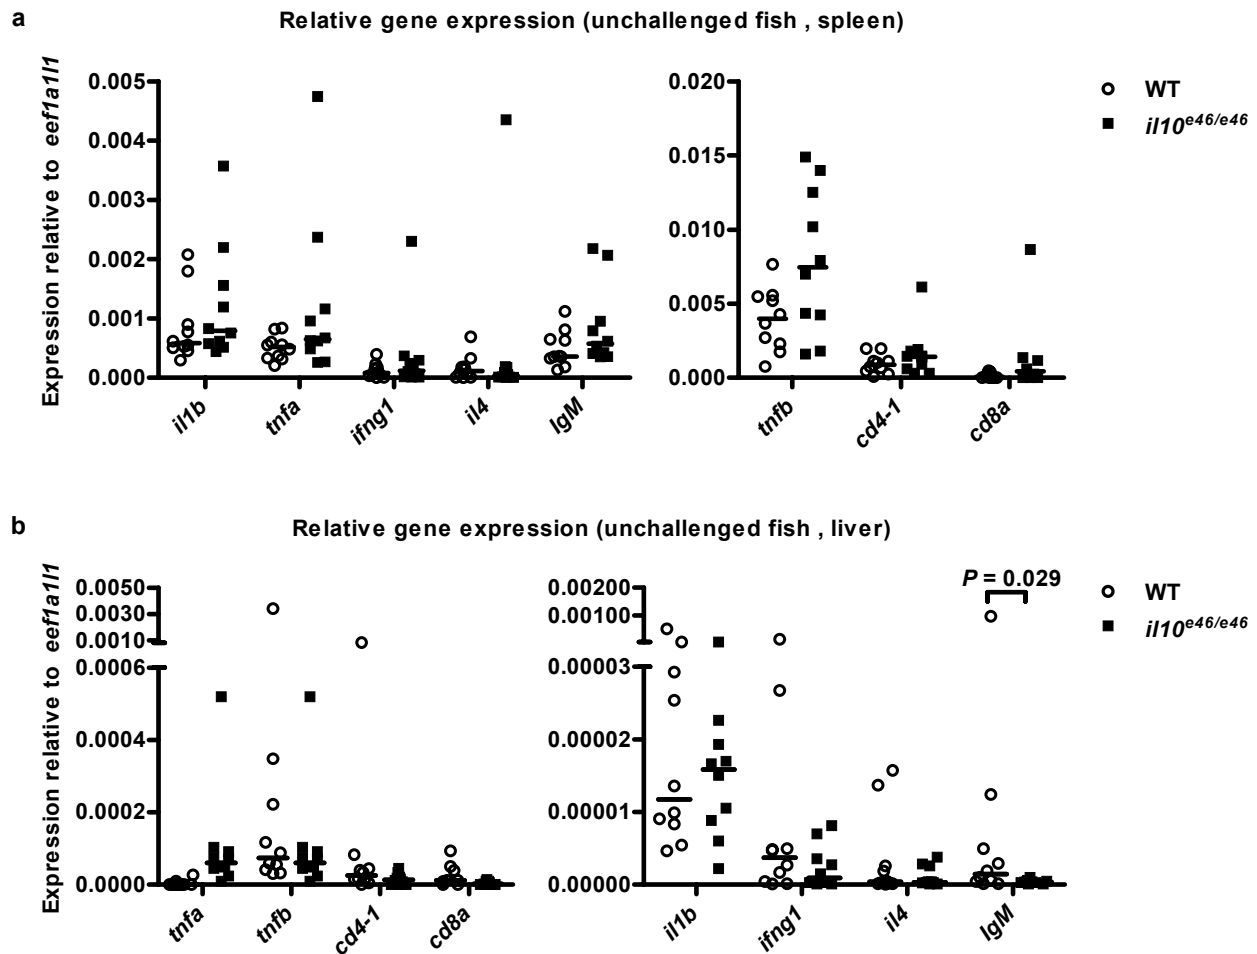 a
Relative gene expression (unchallenged fish , spleen)
Expression relative to eef1a1l1
0.005
0.004
0.003
0.002
0.001
0.000
il1b
tnfa
ifng1
il4
IgM
0.020
0.015
0.010
0.005
0.000
tnfb
cd4-1
cd8a
WT
il10e46/e46
b
Relative gene expression (unchallenged fish , liver)
Expression relative to eef1a1l1
0.0050
0.0030
0.0010
0.0006
0.0004
0.0002
0.0000
tnfa
tnfb
cd4-1
cd8a
0.00200
0.00100
0.00003
0.00002
0.00001
0.00000
il1b
ifng1
il4
IgM
P = 0.029
WT
il10e46/e46